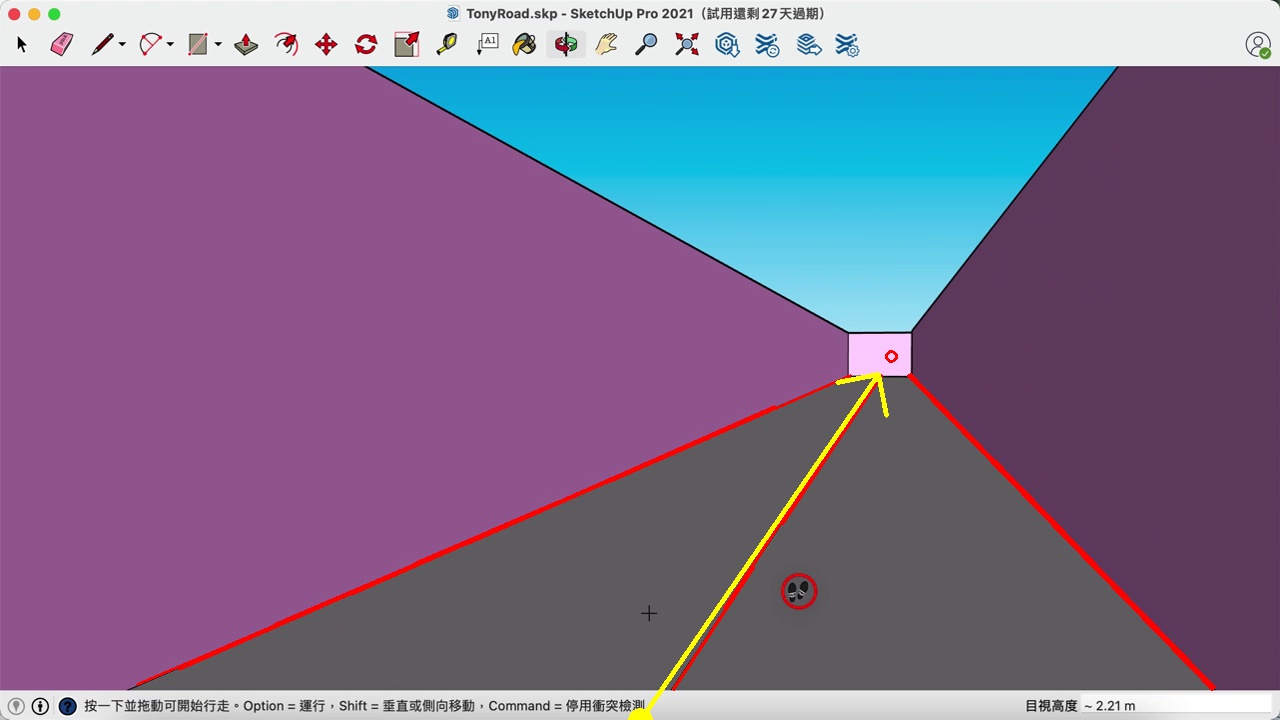 TonyRoad.skp - SketchUp Pro 2021（試用還剩 27 天過期）
A1
按一下並拖動可開始行走。Option = 運行，Shift = 垂直或側向移動，Command = 停用衝突檢測
目視高度 ~ 2.21 m